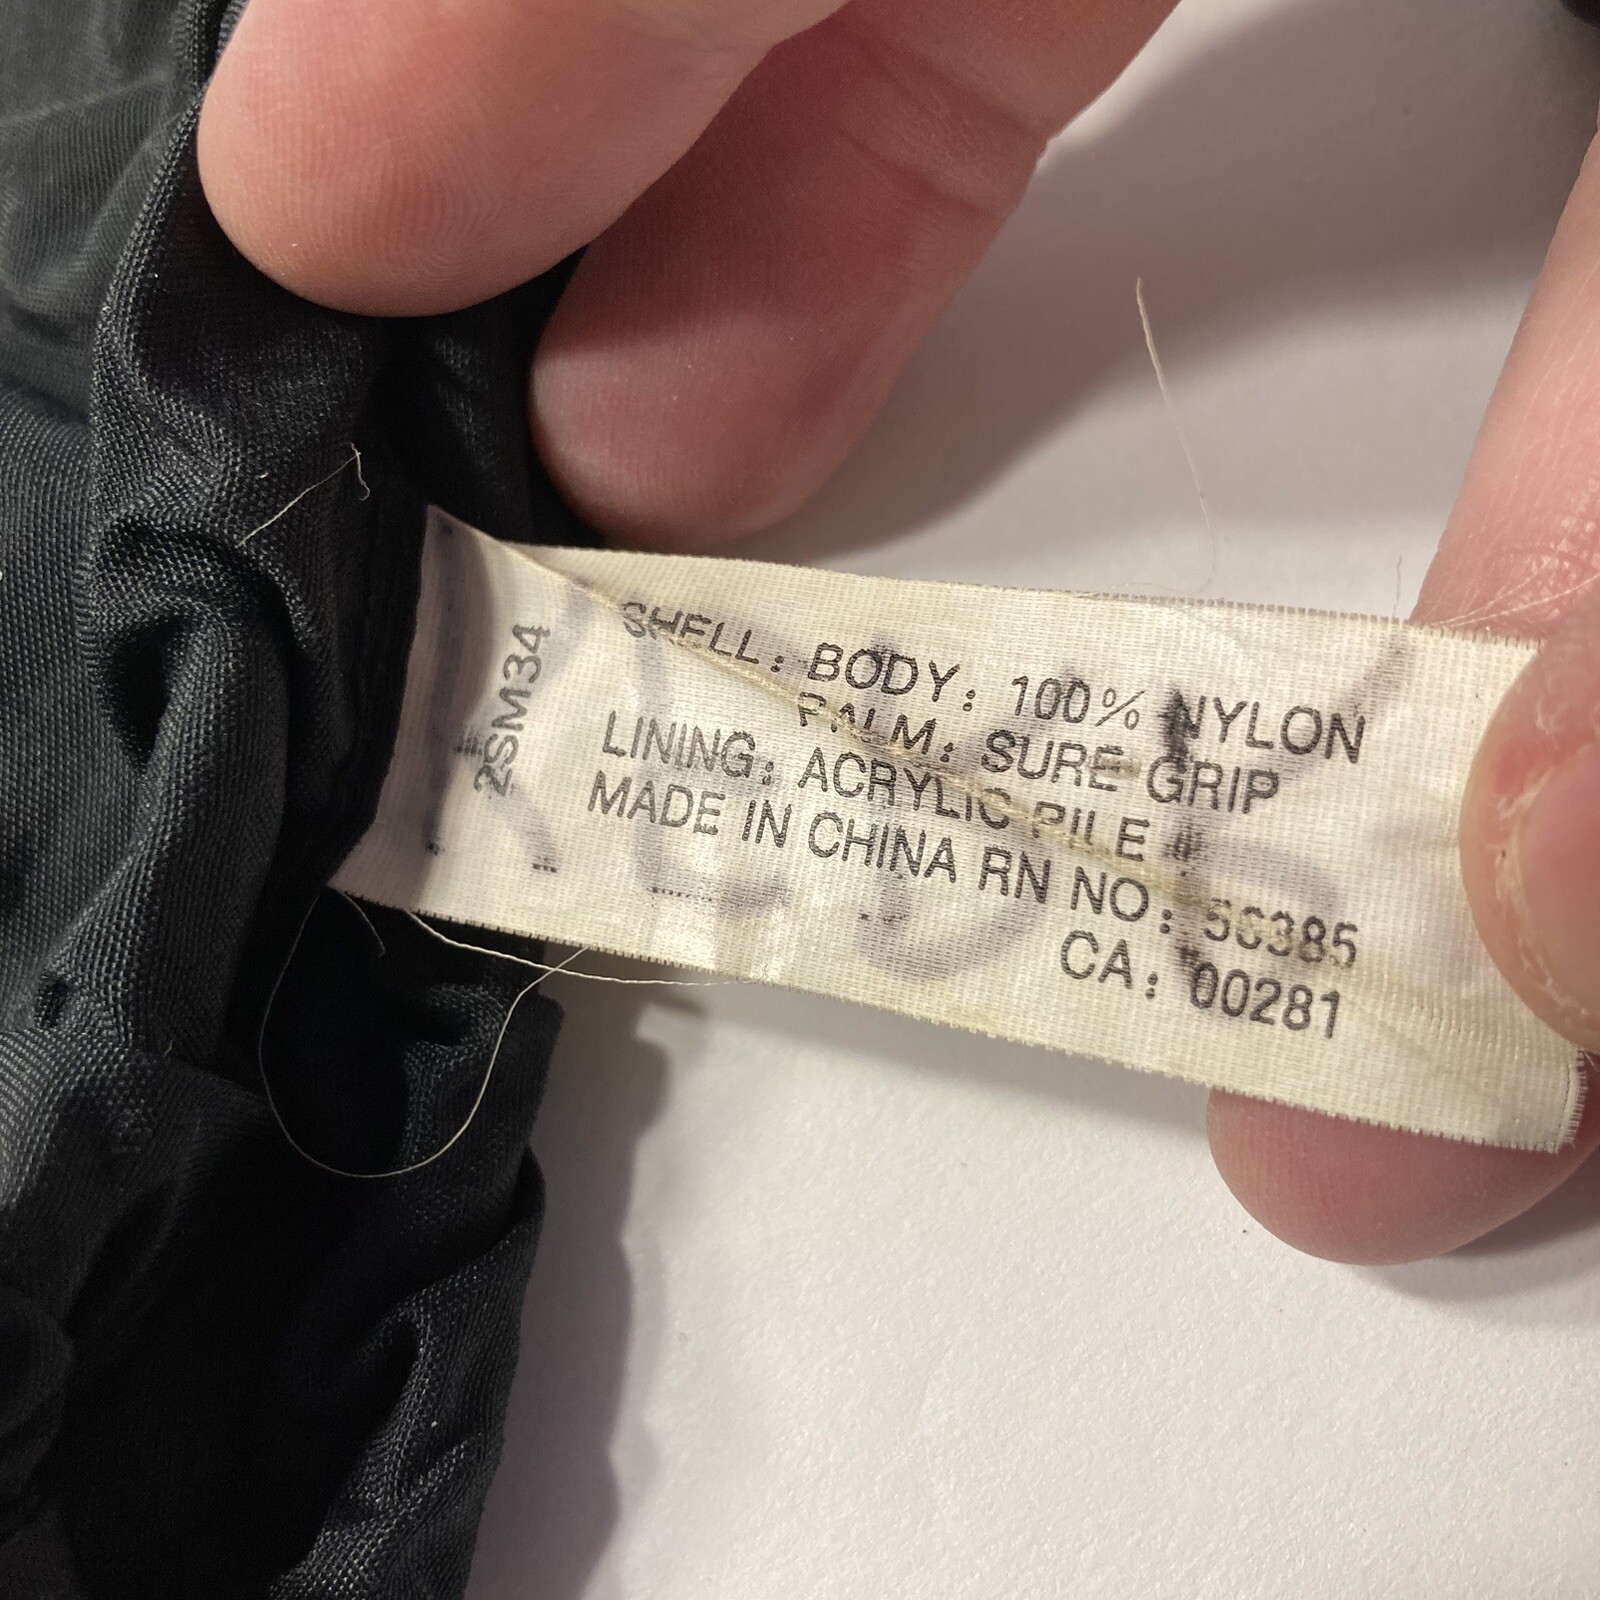 SHELL: BODY: 100% NYLON
PALM: SURE GRIP
LINING: ACRYLIC PILE
MADE IN CHINA RN NO: 56385
CA: 00281
2SM34